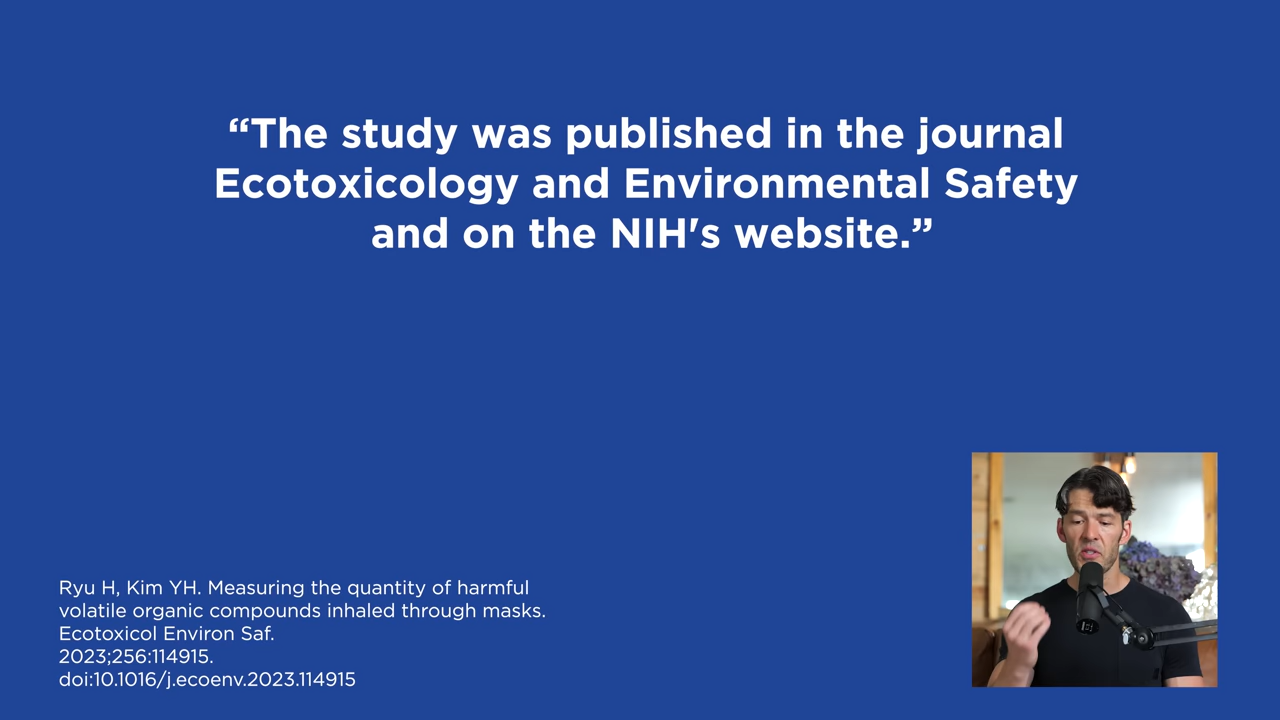 “The study was published in the journal
Ecotoxicology and Environmental Safety
and on the NIH's website.”
Ryu H, Kim YH. Measuring the quantity of harmful
volatile organic compounds inhaled through masks.
Ecotoxicol Environ Saf.
2023;256:114915.
doi:10.1016/j.ecoenv.2023.114915